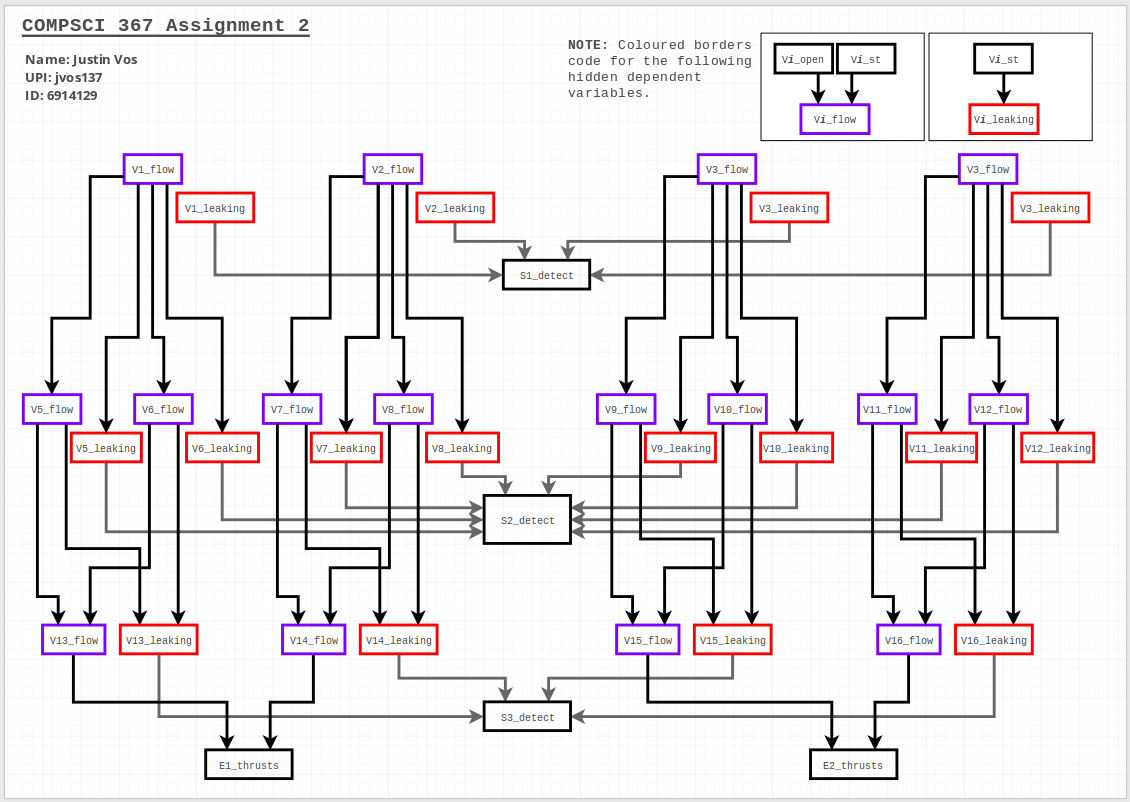 COMPSCI 367 Assignment 2
Name: Justin Vos
UPI: jvos137
ID: 6914129
NOTE: Coloured borders
code for the following
hidden dependent
variables.
Vi_open Vi_st
Vi_flow
Vi_st
Vi_leaking
V1_flow V2_flow V3_flow V3_flow
V1_leaking V2_leaking V3_leaking V3_leaking
S1_detect
V5_flow V6_flow V7_flow V8_flow V9_flow V10_flow V11_flow V12_flow
V5_leaking V6_leaking V7_leaking V8_leaking V9_leaking V10_leaking V11_leaking V12_leaking
S2_detect
V13_flow V13_leaking V14_flow V14_leaking V15_flow V15_leaking V16_flow V16_leaking
S3_detect
E1_thrusts E2_thrusts